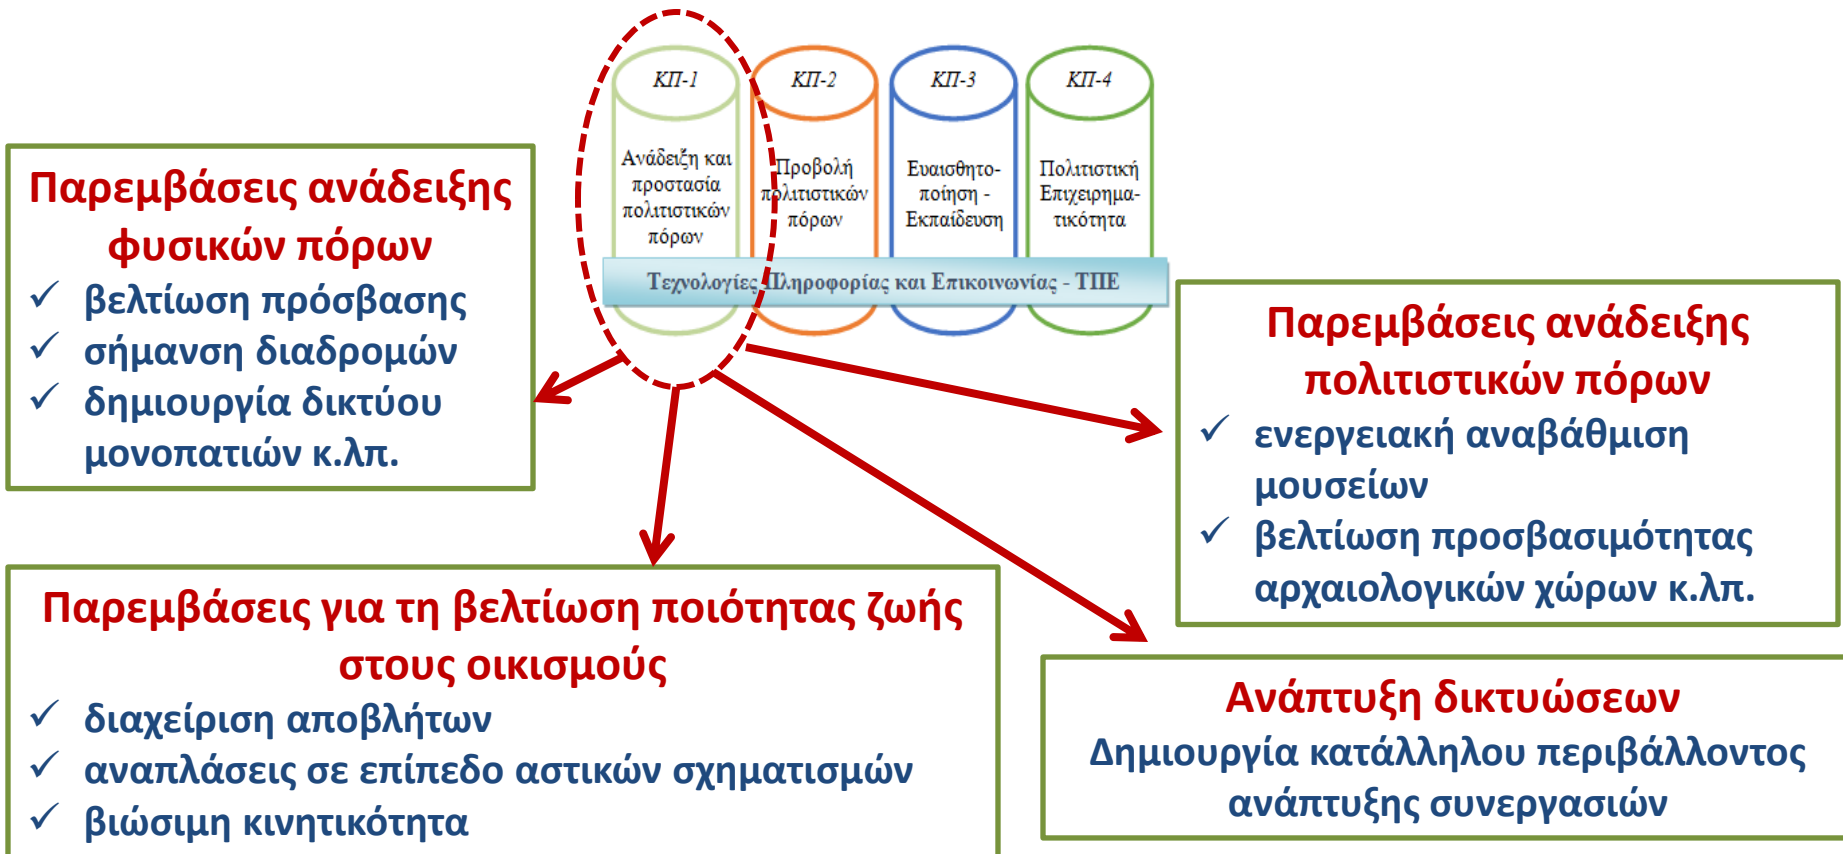 ΚΠ-1
ΚΠ-2
ΚΠ-3
ΚΠ-4
Ανάδειξη και
προστασία
πολιτιστικών
πόρων
Προβολή
πολιτιστικών
πόρων
Ευαισθητο-
ποίηση -
Εκπαίδευση
Πολιτιστική
Επιχειρημα-
τικότητα
Τεχνολογίες Πληροφορίας και Επικοινωνίας - ΤΠΕ
Παρεμβάσεις ανάδειξης
φυσικών πόρων
✓ βελτίωση πρόσβασης
✓ σήμανση διαδρομών
✓ δημιουργία δικτύου
μονοπατιών κ.λπ.
Παρεμβάσεις ανάδειξης
πολιτιστικών πόρων
✓ ενεργειακή αναβάθμιση
μουσείων
✓ βελτίωση προσβασιμότητας
αρχαιολογικών χώρων κ.λπ.
Παρεμβάσεις για τη βελτίωση ποιότητας ζωής
στους οικισμούς
✓ διαχείριση αποβλήτων
✓ αναπλάσεις σε επίπεδο αστικών σχηματισμών
✓ βιώσιμη κινητικότητα
Ανάπτυξη δικτυώσεων
Δημιουργία κατάλληλου περιβάλλοντος
ανάπτυξης συνεργασιών